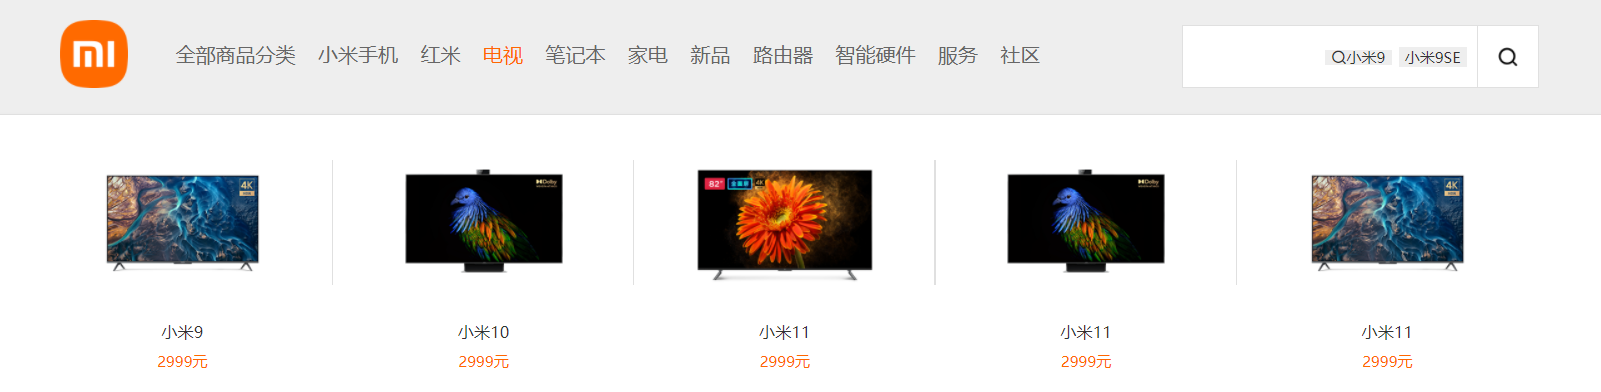 mi
全部商品分类 小米手机 红米 电视 笔记本 家电 新品 路由器 智能硬件 服务 社区
小米9 小米9SE
4K
Dolby
82" 全面屏 4K
Dolby
4K
小米9 小米10 小米11 小米11 小米11
2999元 2999元 2999元 2999元 2999元